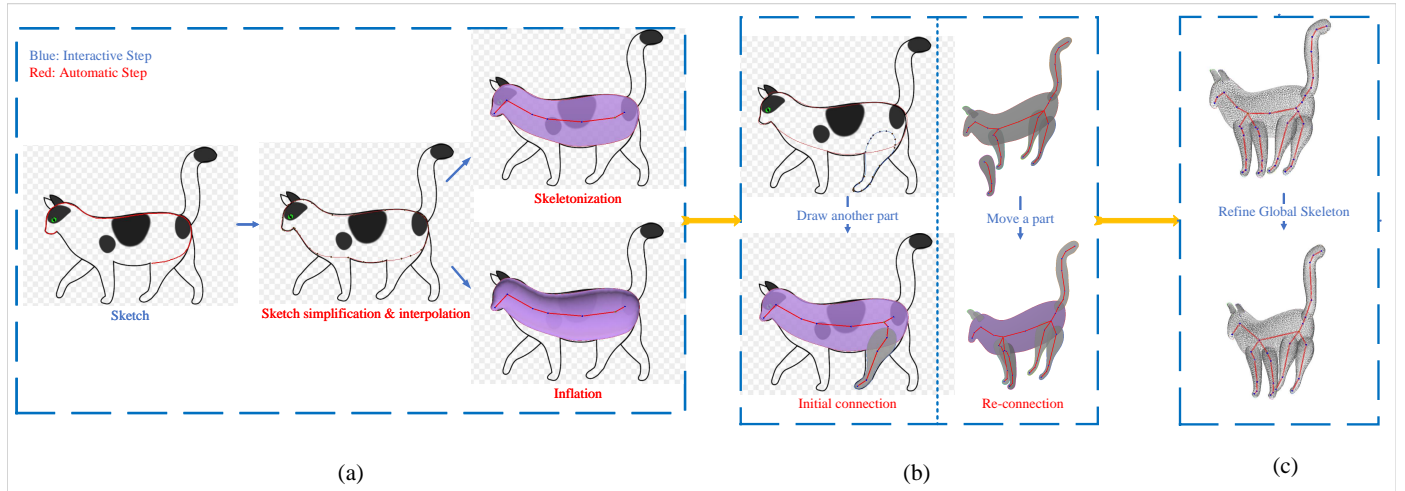 Blue: Interactive Step
Red: Automatic Step
Sketch
Sketch simplification & interpolation
Skeletonization
Inflation
(a)
Draw another part
Initial connection
Move a part
Re-connection
(b)
Refine Global Skeleton
(c)